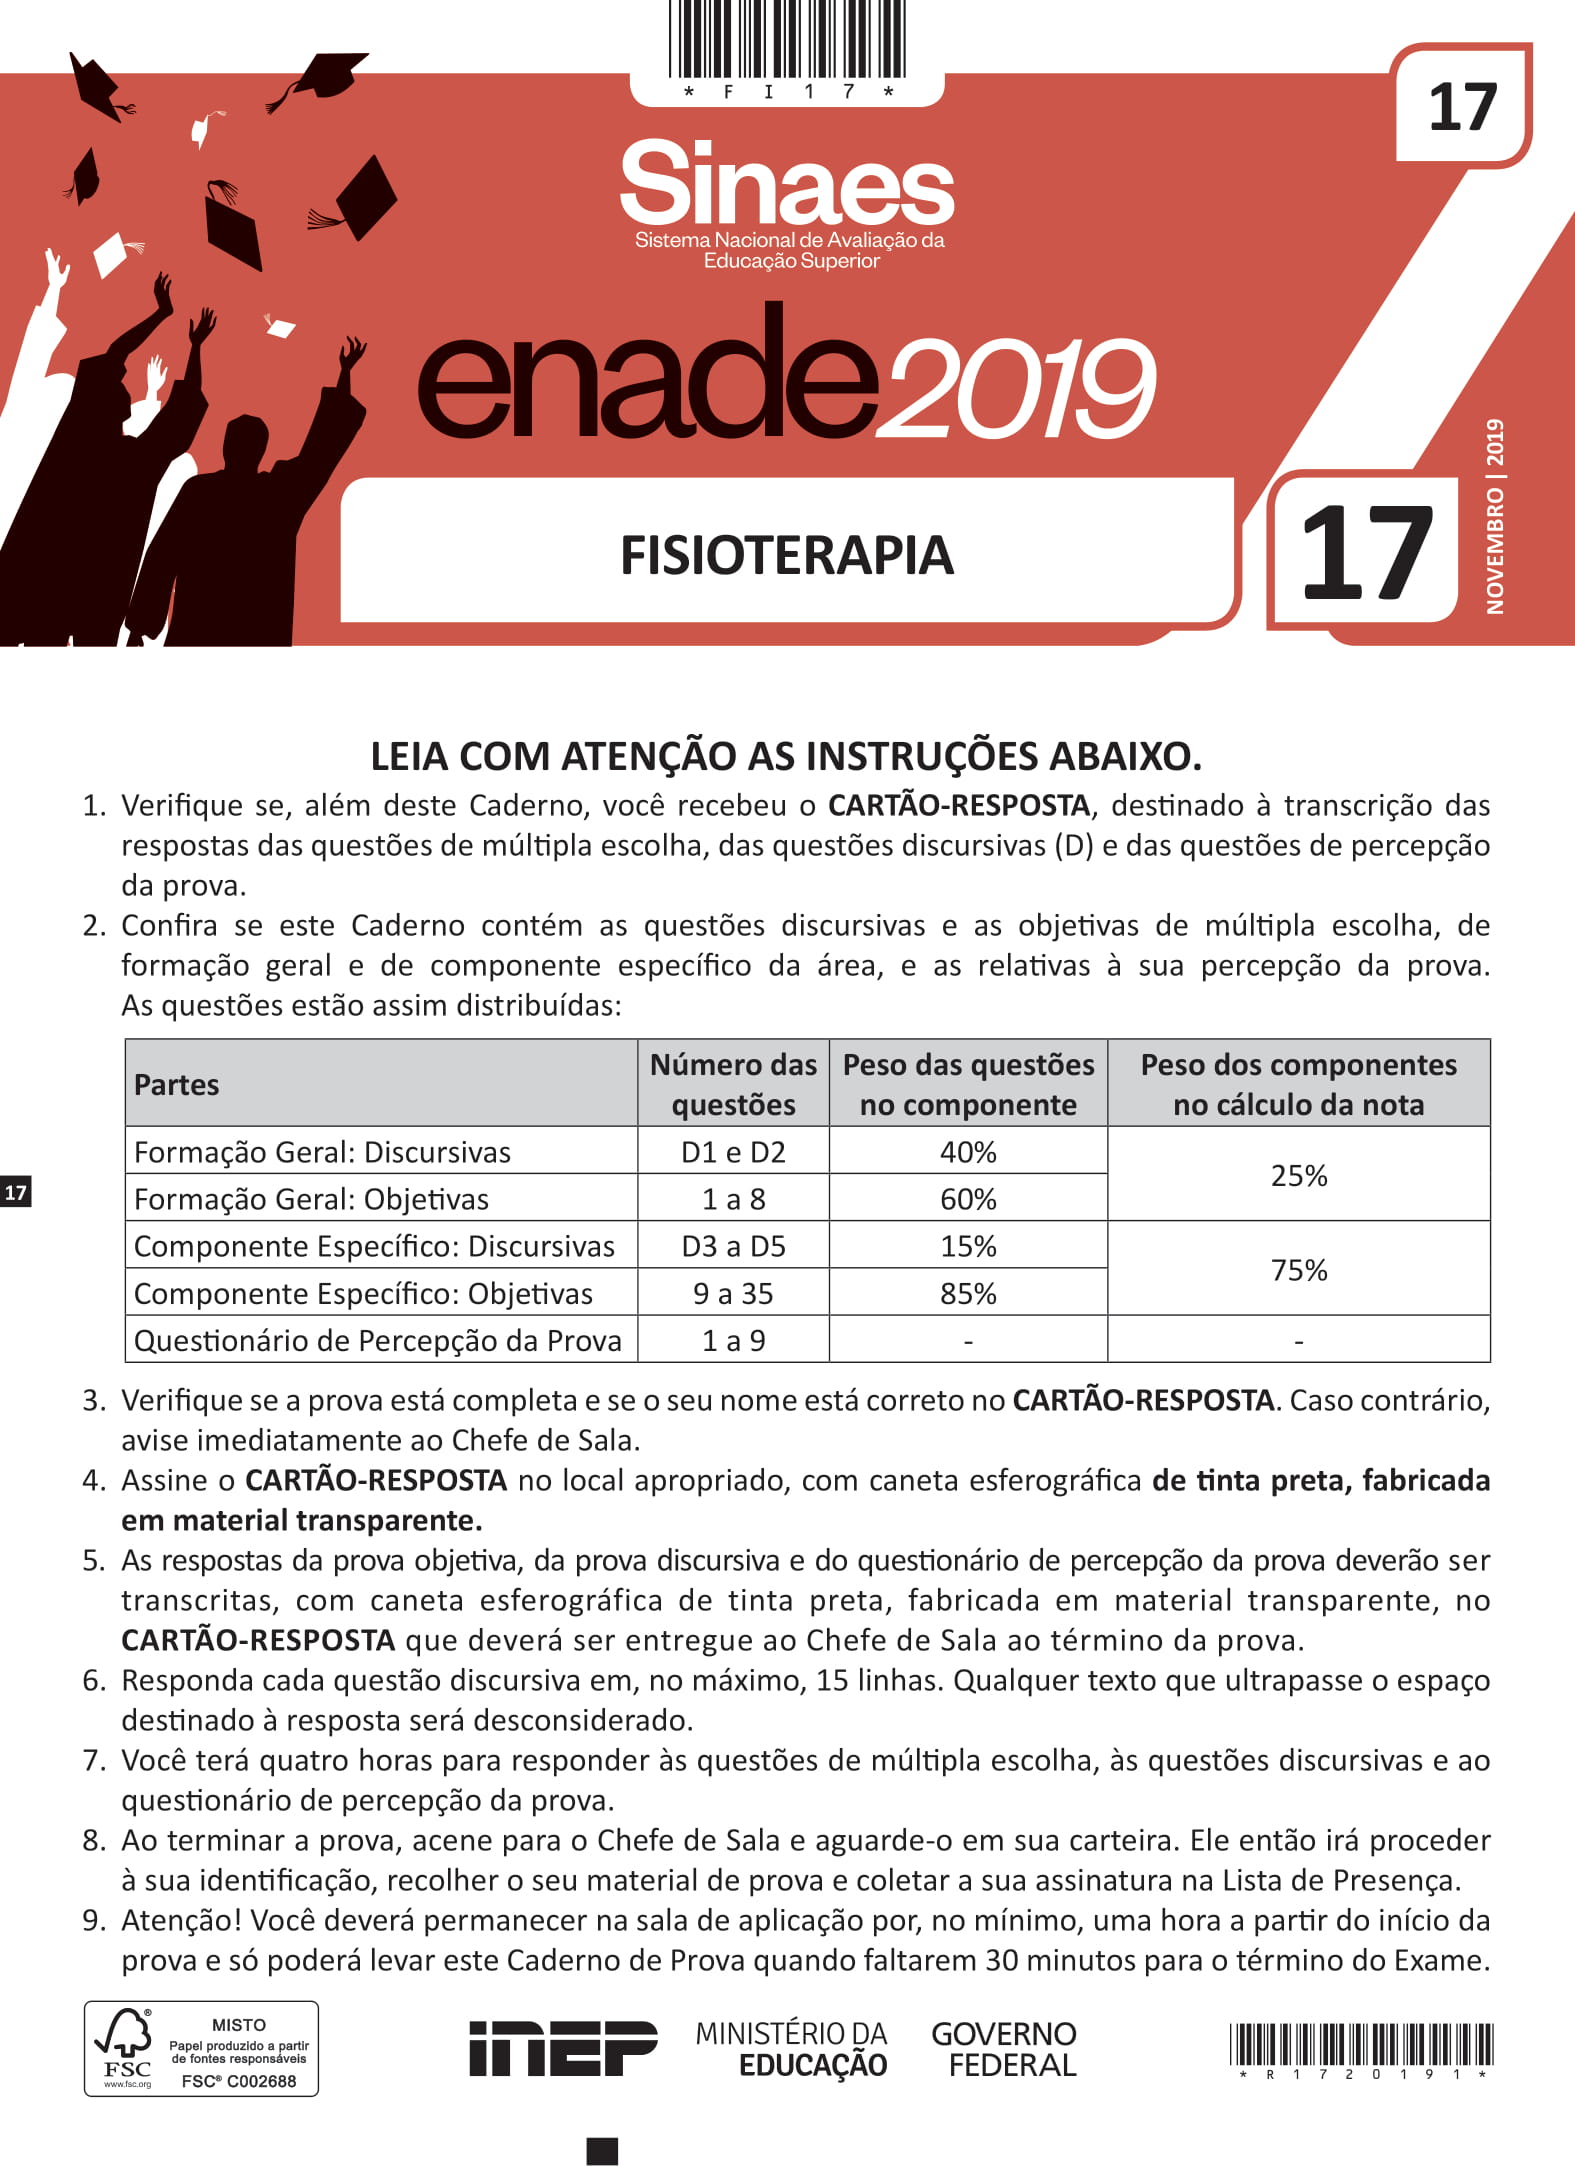 * F I 1 7 *
17
Sinaes
Sistema Nacional de Avaliação da
Educação Superior
enade2019
FISIOTERAPIA
17
NOVEMBRO | 2019
LEIA COM ATENÇÃO AS INSTRUÇÕES ABAIXO.
1. Verifique se, além deste Caderno, você recebeu o CARTÃO-RESPOSTA, destinado à transcrição das
respostas das questões de múltipla escolha, das questões discursivas (D) e das questões de percepção
da prova.
2. Confira se este Caderno contém as questões discursivas e as objetivas de múltipla escolha, de
formação geral e de componente específico da área, e as relativas à sua percepção da prova.
As questões estão assim distribuídas:
Partes
Número das
questões
Peso das questões
no componente
Peso dos componentes
no cálculo da nota
Formação Geral: Discursivas D1 e D2 40%
25%
Formação Geral: Objetivas 1 a 8 60%
Componente Específico: Discursivas D3 a D5 15%
75%
Componente Específico: Objetivas 9 a 35 85%
Questionário de Percepção da Prova 1 a 9 - -
17
3. Verifique se a prova está completa e se o seu nome está correto no CARTÃO-RESPOSTA. Caso contrário,
avise imediatamente ao Chefe de Sala.
4. Assine o CARTÃO-RESPOSTA no local apropriado, com caneta esferográfica de tinta preta, fabricada
em material transparente.
5. As respostas da prova objetiva, da prova discursiva e do questionário de percepção da prova deverão ser
transcritas, com caneta esferográfica de tinta preta, fabricada em material transparente, no
CARTÃO-RESPOSTA que deverá ser entregue ao Chefe de Sala ao término da prova.
6. Responda cada questão discursiva em, no máximo, 15 linhas. Qualquer texto que ultrapasse o espaço
destinado à resposta será desconsiderado.
7. Você terá quatro horas para responder às questões de múltipla escolha, às questões discursivas e ao
questionário de percepção da prova.
8. Ao terminar a prova, acene para o Chefe de Sala e aguarde-o em sua carteira. Ele então irá proceder
à sua identificação, recolher o seu material de prova e coletar a sua assinatura na Lista de Presença.
9. Atenção! Você deverá permanecer na sala de aplicação por, no mínimo, uma hora a partir do início da
prova e só poderá levar este Caderno de Prova quando faltarem 30 minutos para o término do Exame.
®
FSC
www.fsc.org
MISTO
Papel produzido a partir
de fontes responsáveis
FSC® C002688
INEP
MINISTÉRIO DA
EDUCAÇÃO
GOVERNO
FEDERAL
* R 1 7 2 0 1 9 1 *